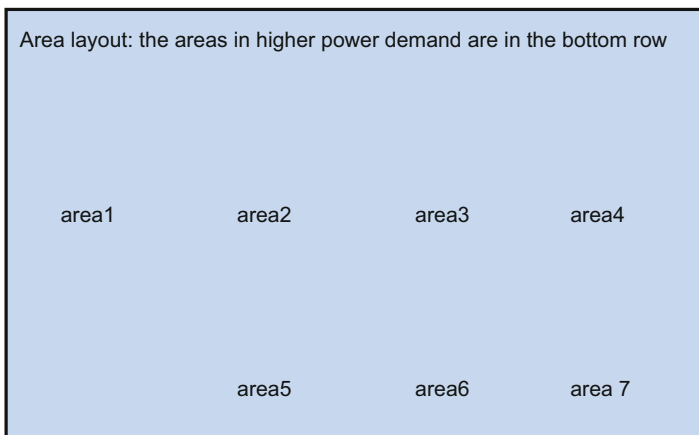 Area layout: the areas in higher power demand are in the bottom row
area1 area2 area3 area4
area5 area6 area 7